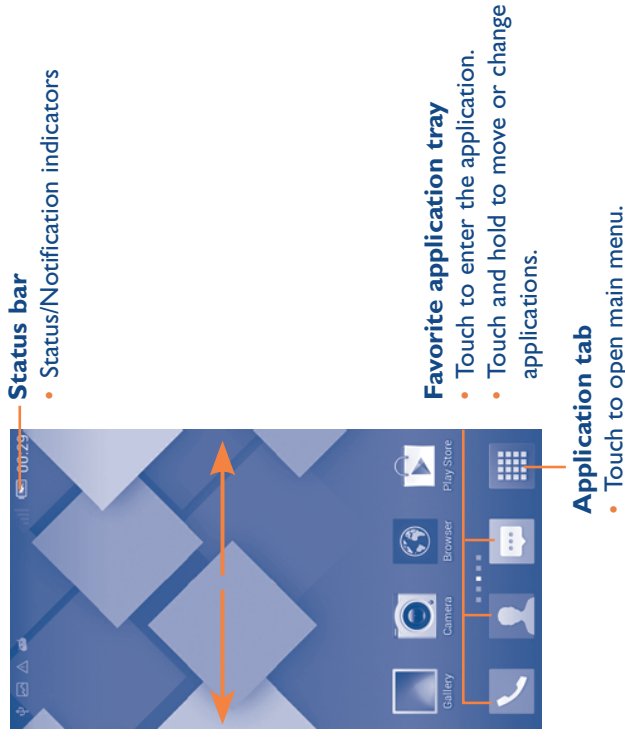 Status bar
• Status/Notification indicators
00:29
Gallery
Camera
Browser
Play Store
Favorite application tray
• Touch to enter the application.
• Touch and hold to move or change
applications.
Application tab
• Touch to open main menu.